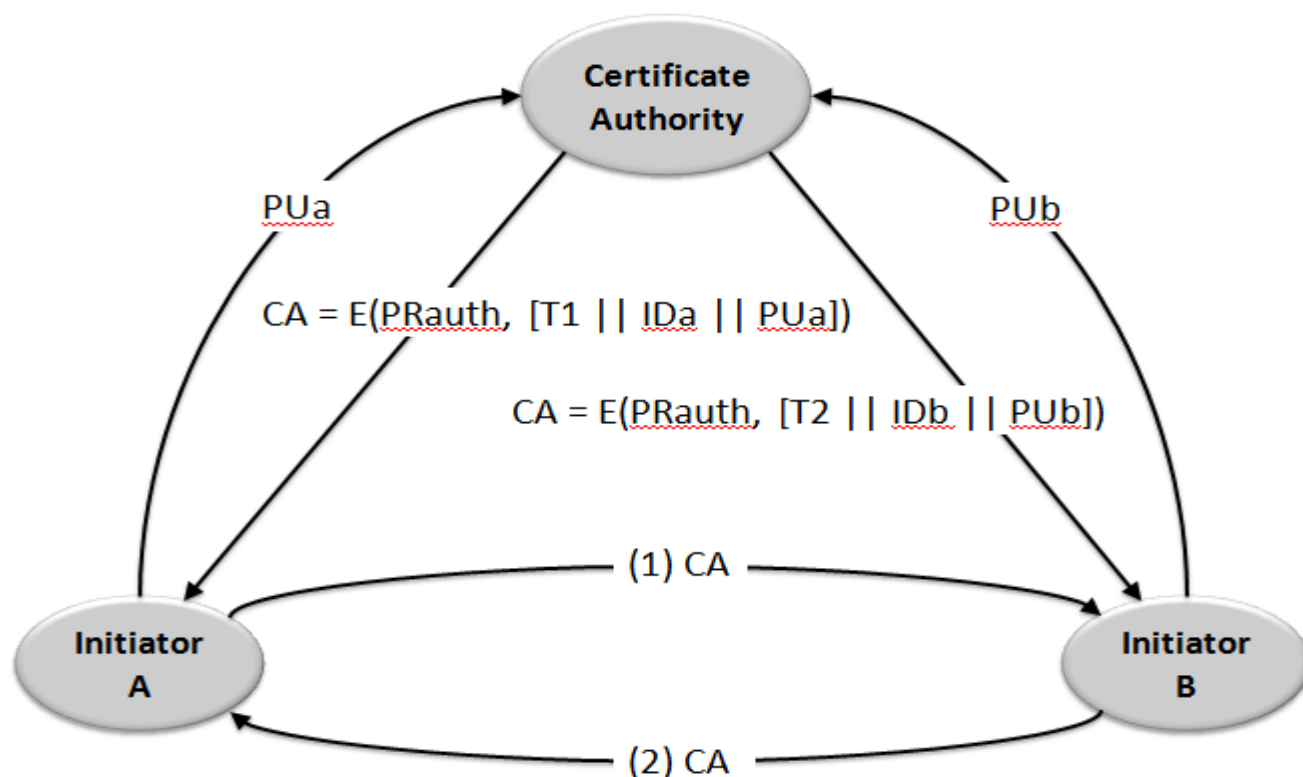 Certificate
Authority
PUa
PUb
CA = E(PRauth, [T1 || IDa || PUa])
CA = E(PRauth, [T2 || IDb || PUb])
(1) CA
Initiator
A
Initiator
B
(2) CA